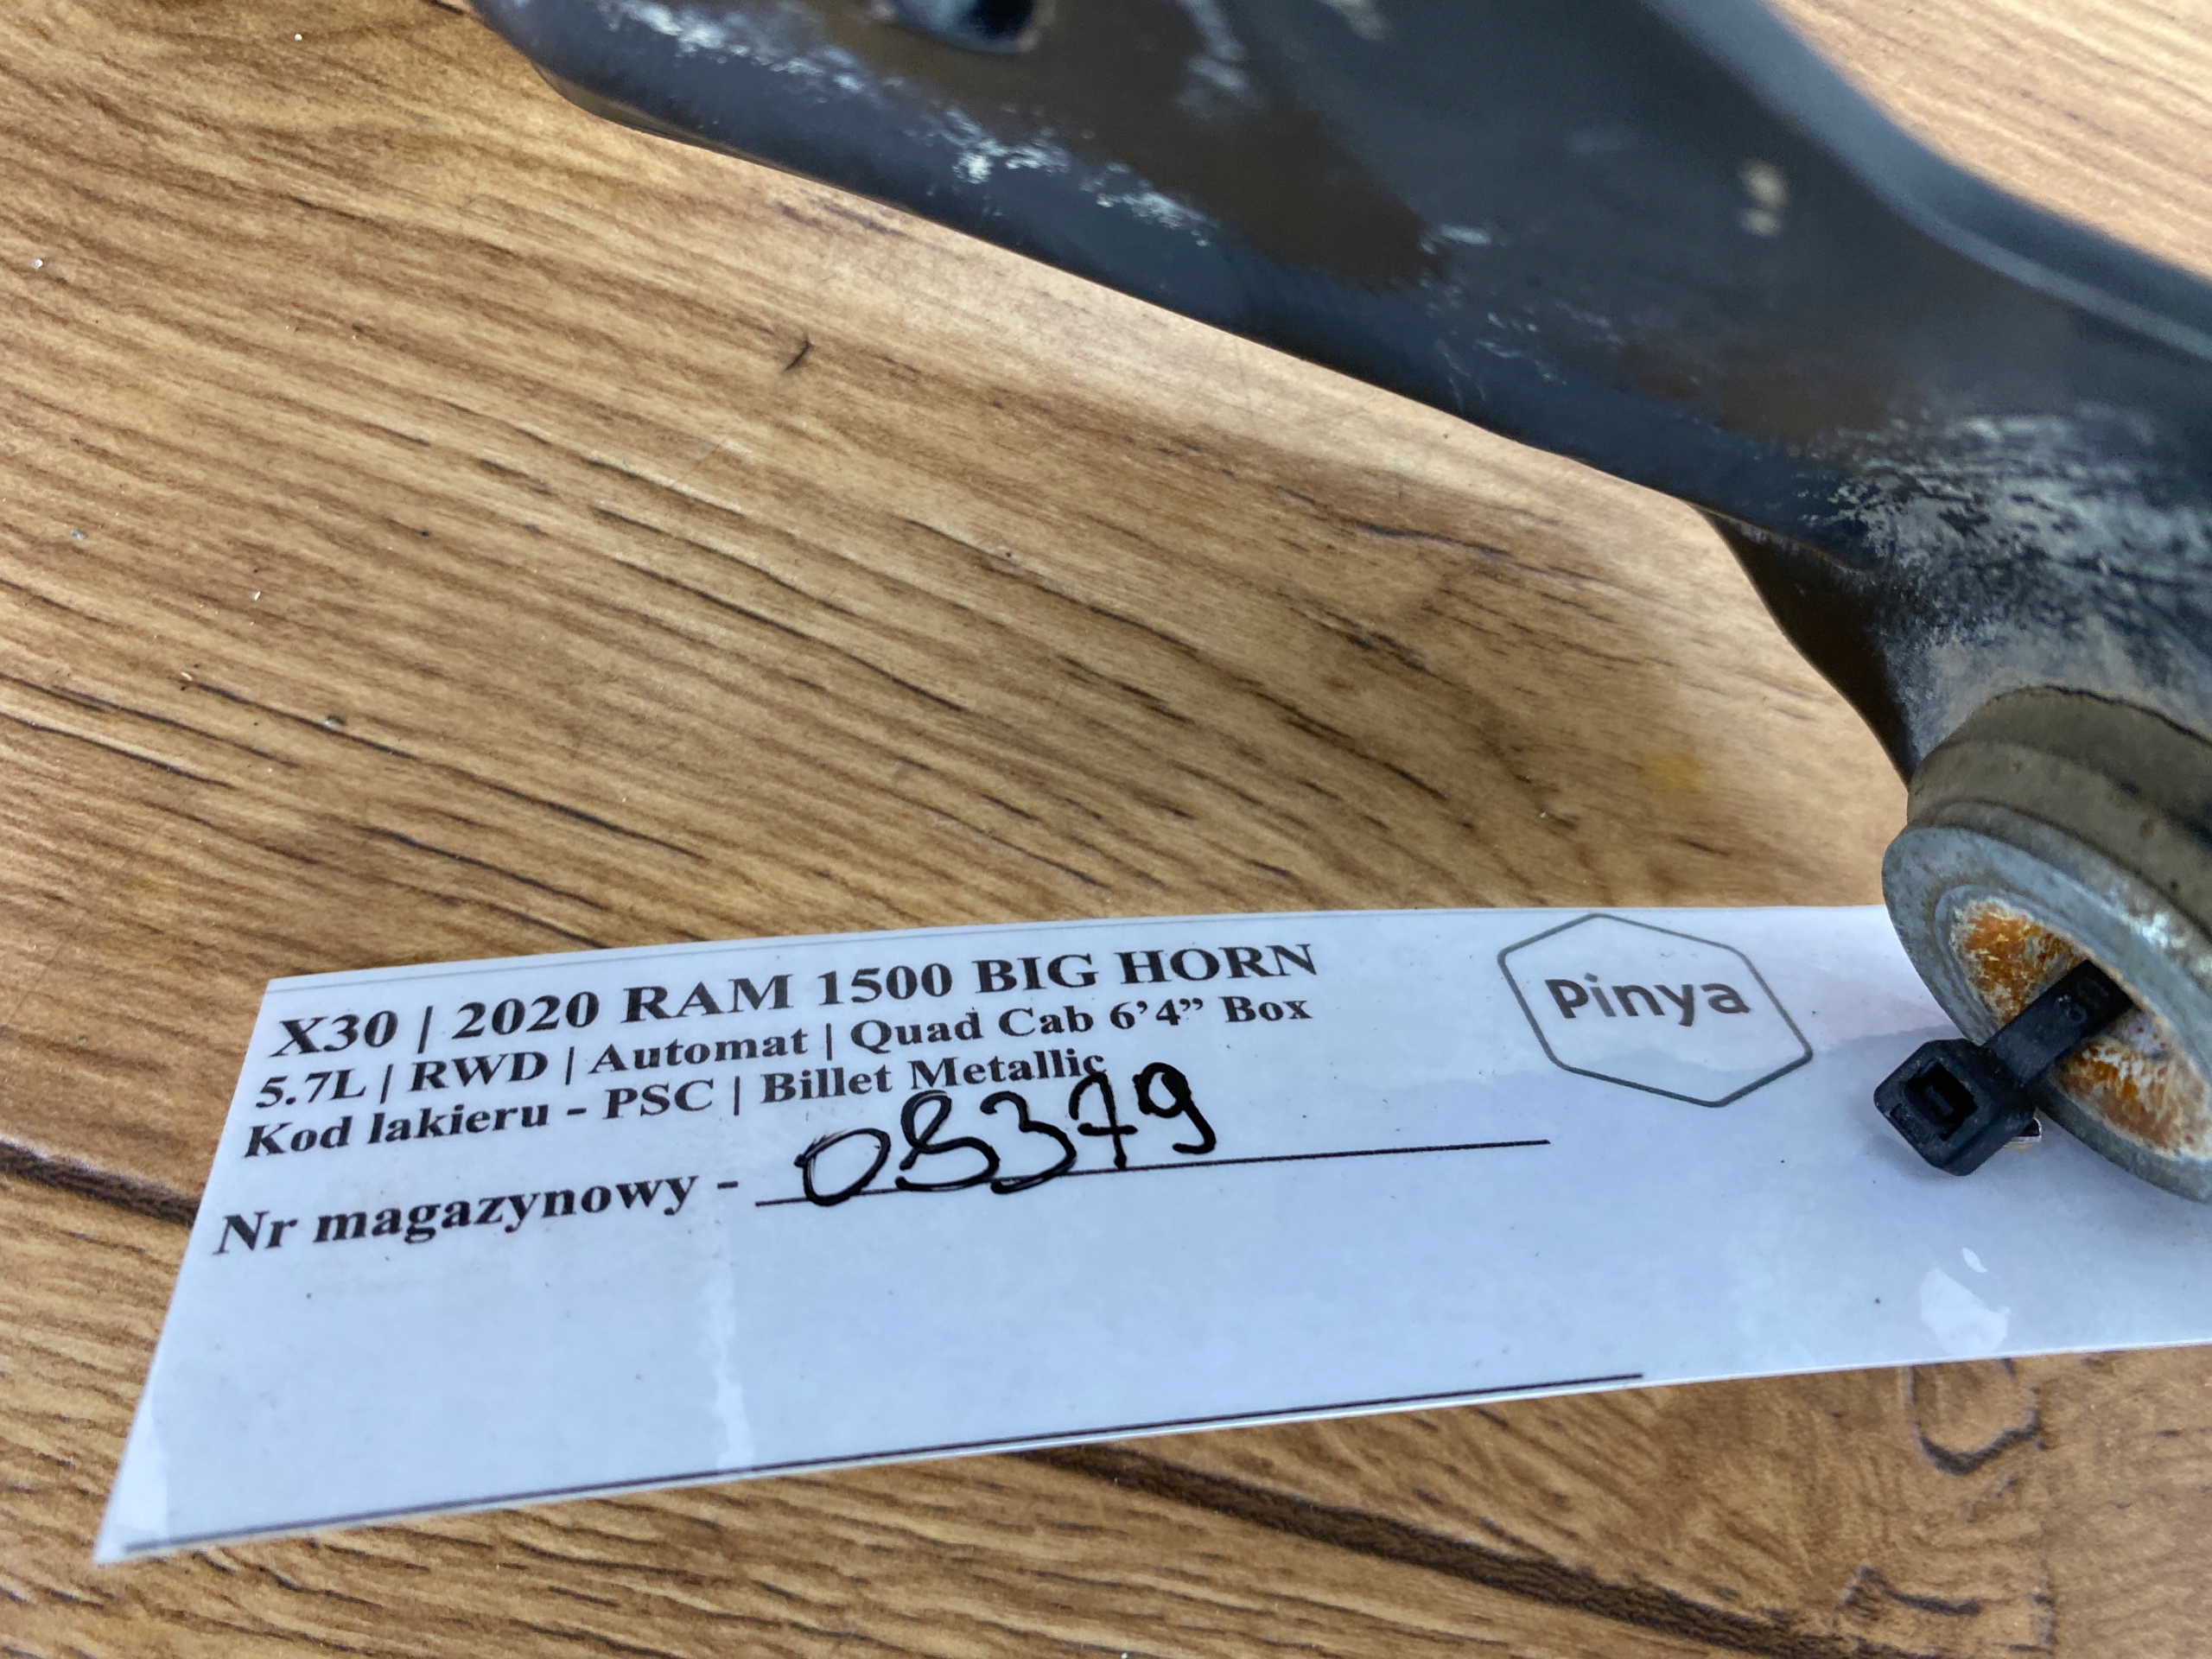 X30 | 2020 RAM 1500 BIG HORN
5.7L | RWD | Automat | Quad Cab 6’4” Box
Kod lakieru - PSC | Billet Metallic
Nr magazynowy -
Pinya